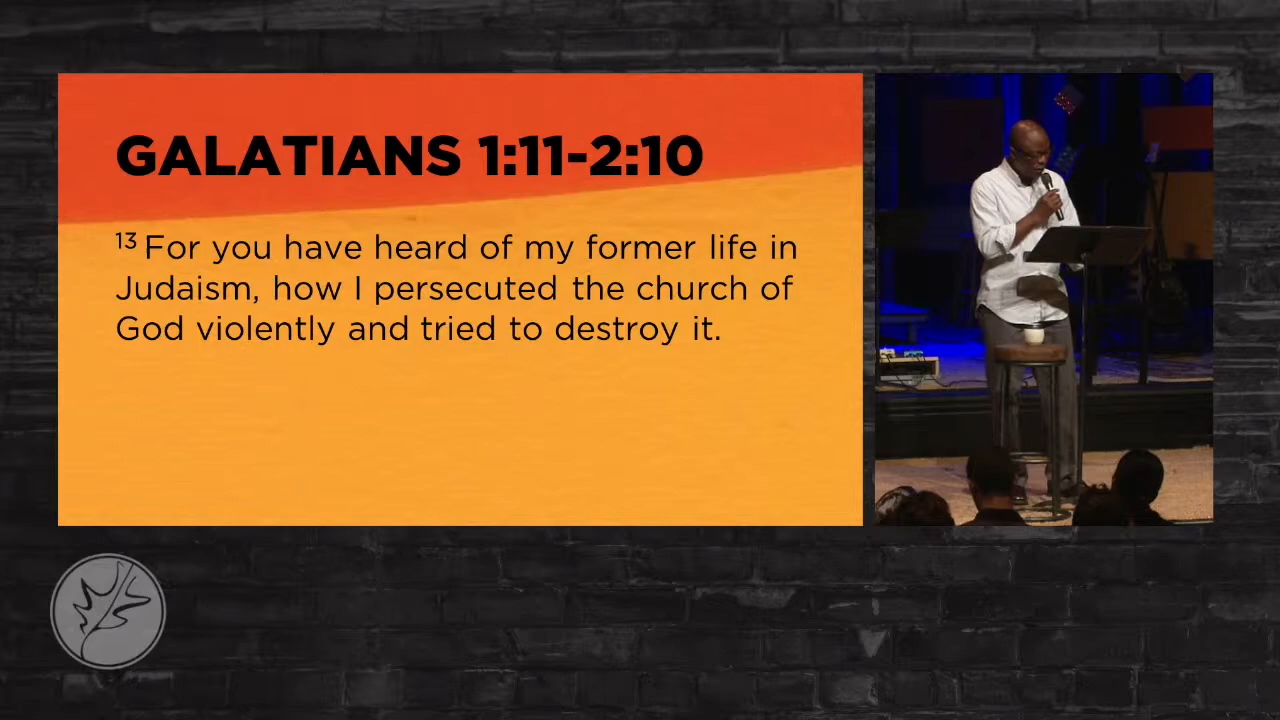 GALATIANS 1:11-2:10
13 For you have heard of my former life in
Judaism, how I persecuted the church of
God violently and tried to destroy it.